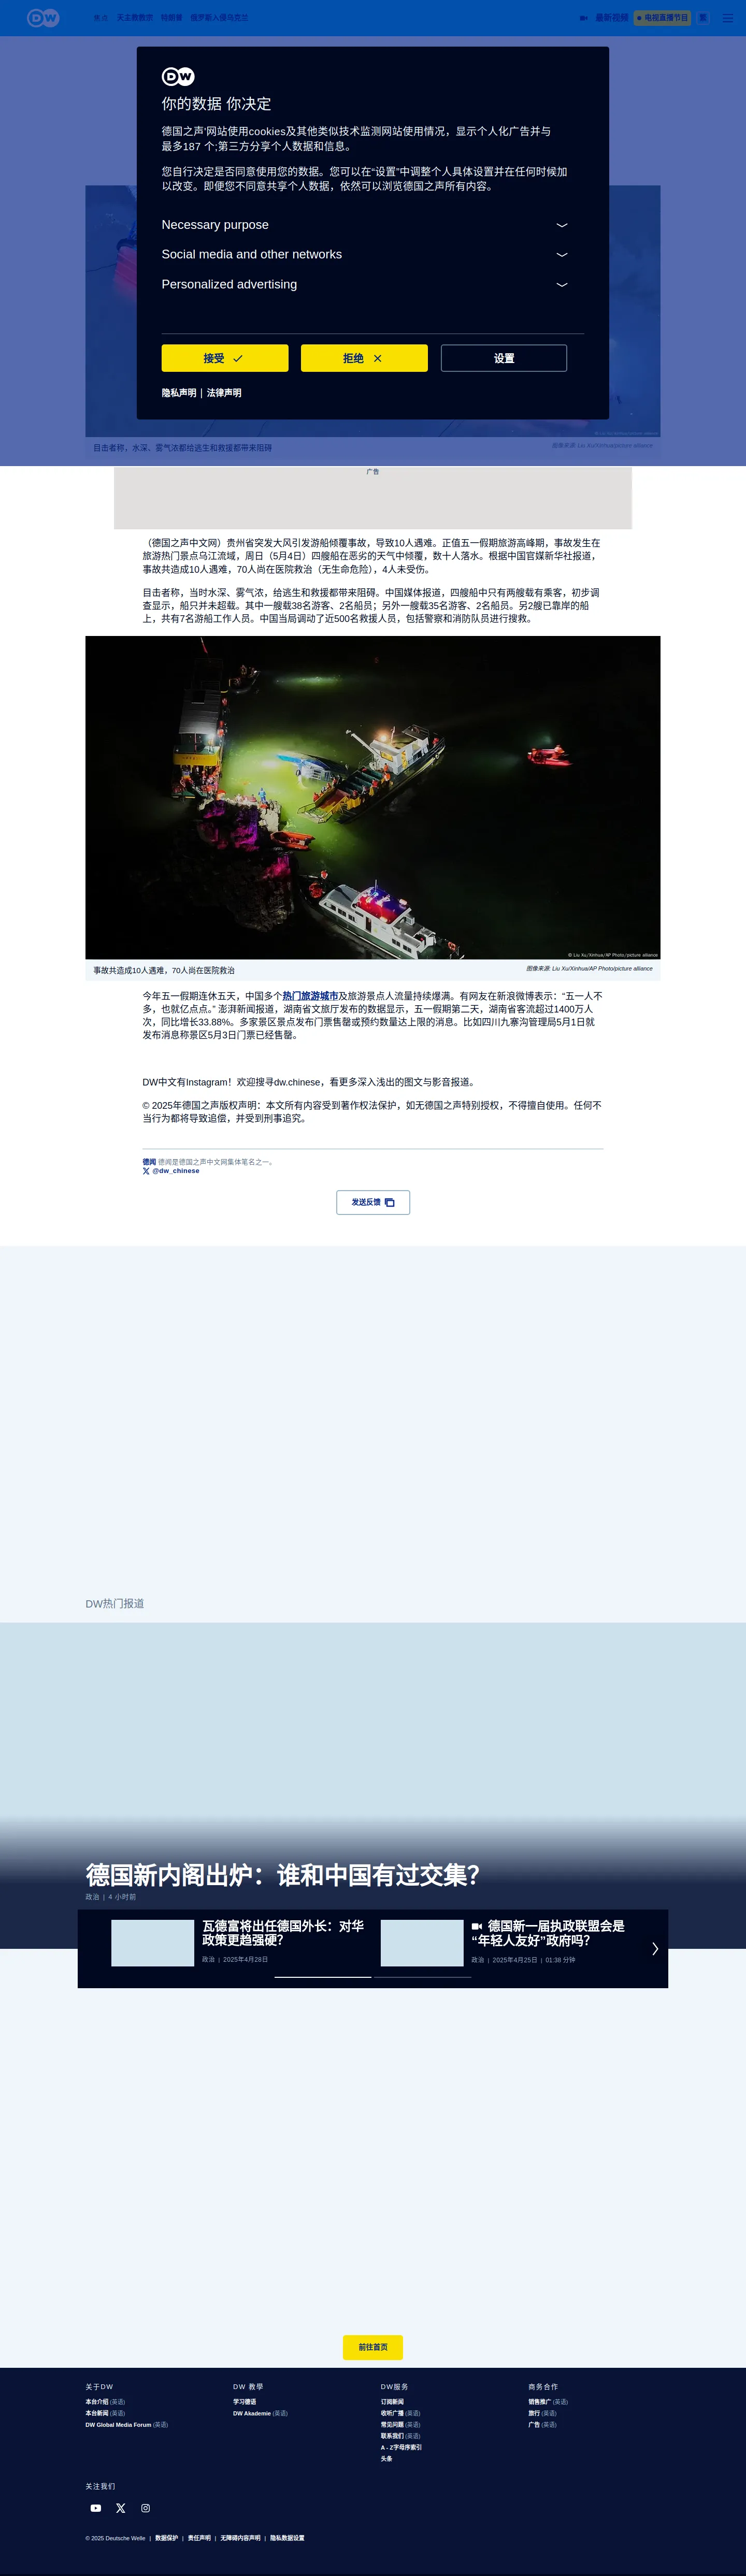 DW
焦点
天主教教宗
特朗普
俄罗斯入侵乌克兰
最新视频
电视直播节目
繁
DW
你的数据 你决定
德国之声'网站使用cookies及其他类似技术监测网站使用情况，显示个人化广告并与
最多187 个;第三方分享个人数据和信息。
您自行决定是否同意使用您的数据。您可以在“设置”中调整个人具体设置并在任何时候加
以改变。即便您不同意共享个人数据，依然可以浏览德国之声所有内容。
Necessary purpose
Social media and other networks
Personalized advertising
接受
拒绝
设置
隐私声明 | 法律声明
目击者称，水深、雾气浓都给逃生和救援都带来阻碍
图像来源: Liu Xu/Xinhua/picture alliance
广告
（德国之声中文网）贵州省突发大风引发游船倾覆事故，导致10人遇难。正值五一假期旅游高峰期，事故发生在
旅游热门景点乌江流域，周日（5月4日）四艘船在恶劣的天气中倾覆，数十人落水。根据中国官媒新华社报道，
事故共造成10人遇难，70人尚在医院救治（无生命危险），4人未受伤。
目击者称，当时水深、雾气浓，给逃生和救援都带来阻碍。中国媒体报道，四艘船中只有两艘载有乘客，初步调
查显示，船只并未超载。其中一艘载38名游客、2名船员；另外一艘载35名游客、2名船员。另2艘已靠岸的船
上，共有7名游船工作人员。中国当局调动了近500名救援人员，包括警察和消防队员进行搜救。
© Liu Xu/Xinhua/AP Photo/picture alliance
事故共造成10人遇难，70人尚在医院救治
图像来源: Liu Xu/Xinhua/AP Photo/picture alliance
今年五一假期连休五天，中国多个热门旅游城市及旅游景点人流量持续爆满。有网友在新浪微博表示：“五一人不
多，也就亿点点。” 澎湃新闻报道，湖南省文旅厅发布的数据显示，五一假期第二天，湖南省客流超过1400万人
次，同比增长33.88%。多家景区景点发布门票售罄或预约数量达上限的消息。比如四川九寨沟管理局5月1日就
发布消息称景区5月3日门票已经售罄。
DW中文有Instagram！欢迎搜寻dw.chinese，看更多深入浅出的图文与影音报道。
© 2025年德国之声版权声明：本文所有内容受到著作权法保护，如无德国之声特别授权，不得擅自使用。任何不
当行为都将导致追偿，并受到刑事追究。
德闻 德闻是德国之声中文网集体笔名之一。
@dw_chinese
发送反馈
DW热门报道
德国新内阁出炉：谁和中国有过交集？
政治 | 4 小时前
瓦德富将出任德国外长：对华
政策更趋强硬？
政治 | 2025年4月28日
德国新一届执政联盟会是
“年轻人友好”政府吗？
政治 | 2025年4月25日 | 01:38 分钟
前往首页
关于DW
本台介绍 (英语)
本台新闻 (英语)
DW Global Media Forum (英语)
DW 教學
学习德语
DW Akademie (英语)
DW服务
订阅新闻
收听广播 (英语)
常见问题 (英语)
联系我们 (英语)
A - Z字母序索引
头条
商务合作
销售推广 (英语)
旅行 (英语)
广告 (英语)
关注我们
© 2025 Deutsche Welle | 数据保护 | 责任声明 | 无障碍内容声明 | 隐私数据设置